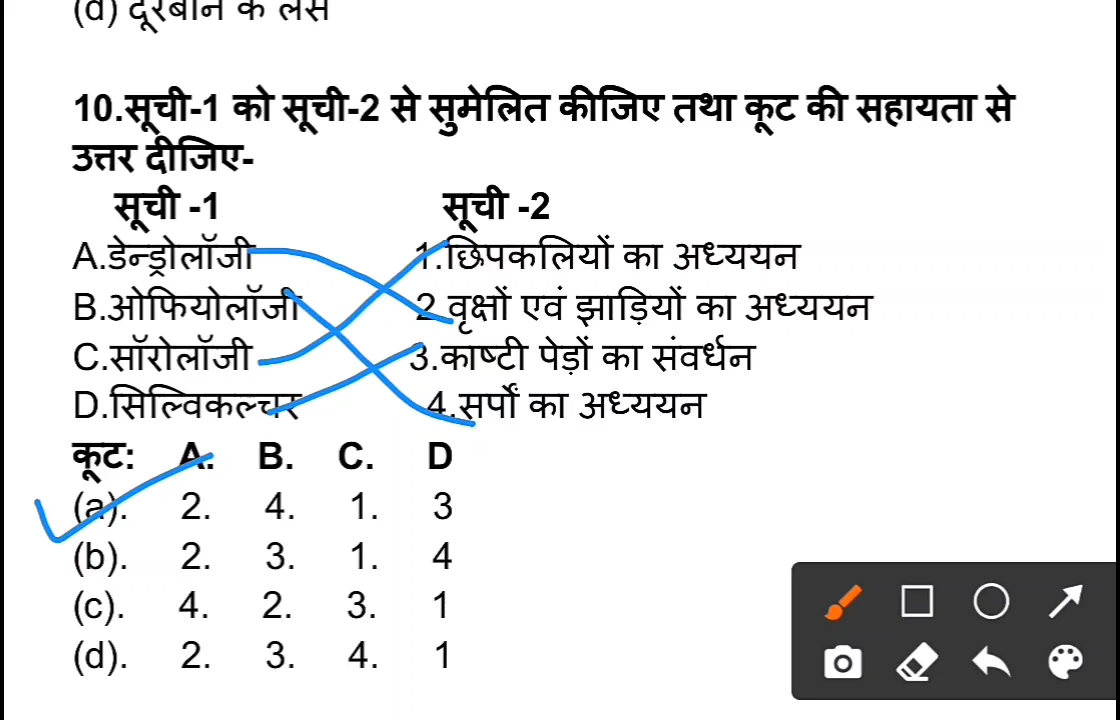 (d) दूरबीन के लेंस
10.सूची-1 को सूची-2 से सुमेलित कीजिए तथा कूट की सहायता से
उत्तर दीजिए-
सूची -1 सूची -2
A.डेन्ड्रोलॉजी 1.छिपकलियों का अध्ययन
B.ओफियोलॉजी 2.वृक्षों एवं झाड़ियों का अध्ययन
C.सॉरोलॉजी 3.काष्टी पेड़ों का संवर्धन
D.सिल्विकल्चर 4.सर्पों का अध्ययन
कूट: A. B. C. D
(a). 2. 4. 1. 3
(b). 2. 3. 1. 4
(c). 4. 2. 3. 1
(d). 2. 3. 4. 1